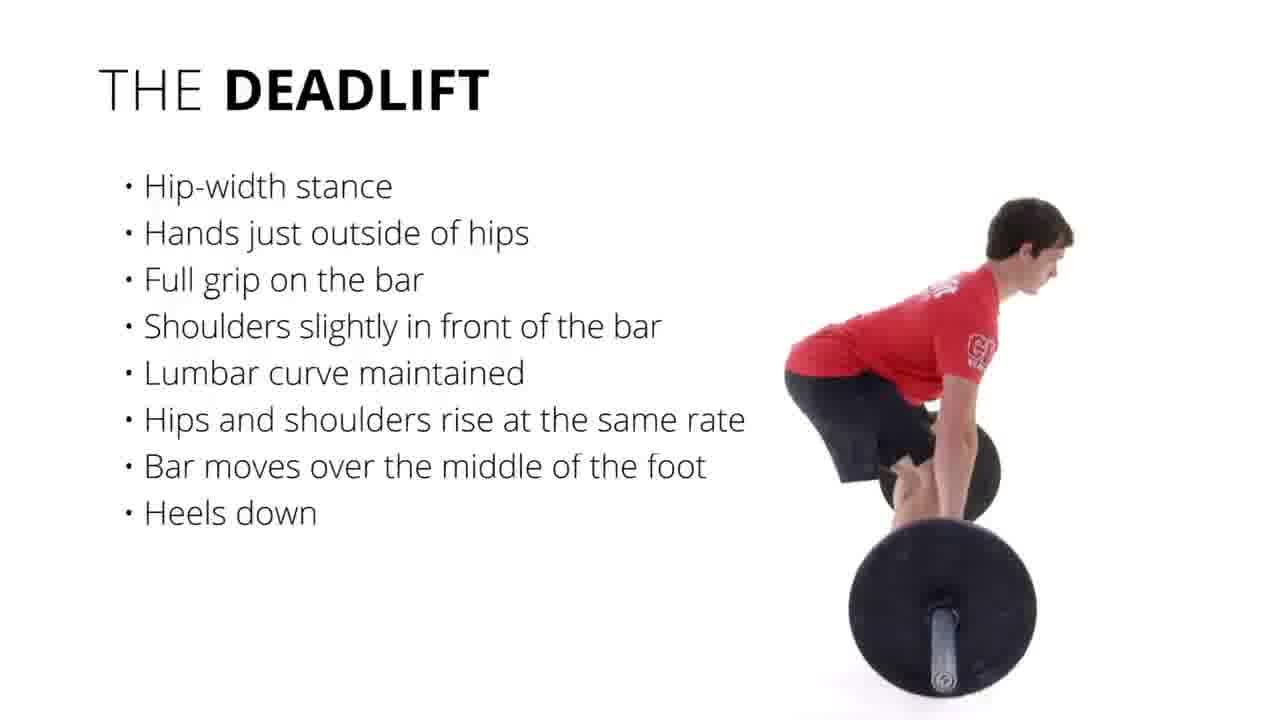 THE DEADLIFT
• Hip-width stance
• Hands just outside of hips
• Full grip on the bar
• Shoulders slightly in front of the bar
• Lumbar curve maintained
• Hips and shoulders rise at the same rate
• Bar moves over the middle of the foot
• Heels down